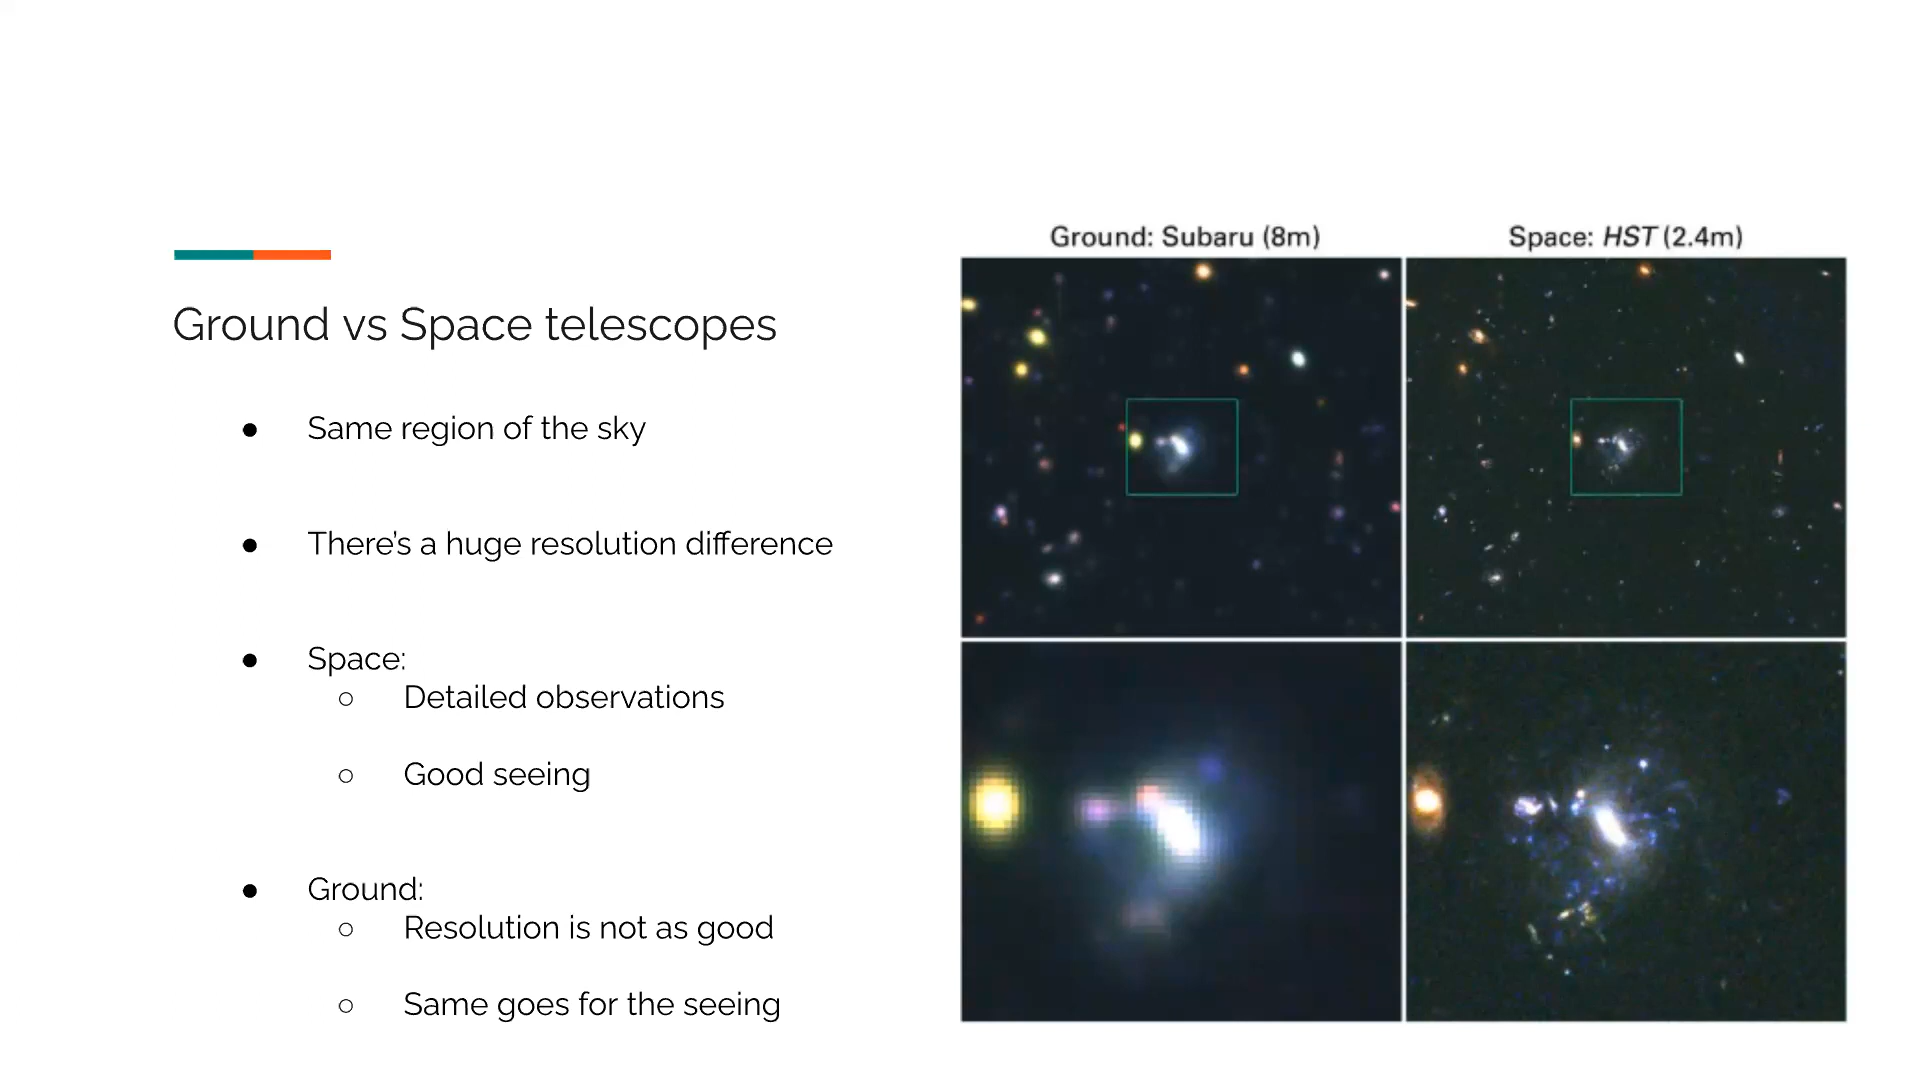 Ground vs Space telescopes
● Same region of the sky
● There’s a huge resolution difference
● Space:
○ Detailed observations
○ Good seeing
● Ground:
○ Resolution is not as good
○ Same goes for the seeing
Ground: Subaru (8m)
Space: HST (2.4m)